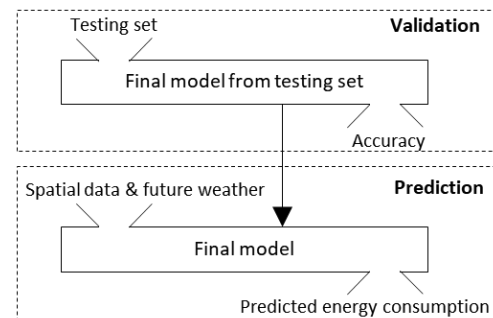 Testing set
Validation
Final model from testing set
Accuracy
Spatial data & future weather
Prediction
Final model
Predicted energy consumption